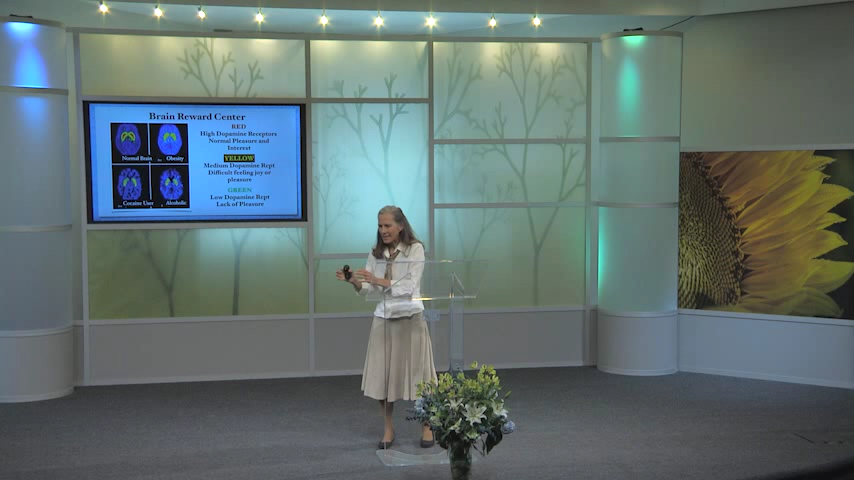 Brain Reward Center
RED
High Dopamine Receptors
Normal Pleasure and
Interest
YELLOW
Medium Dopamine Rept
Difficult feeling joy or
pleasure
GREEN
Low Dopamine Rept
Lack of Pleasure
Normal Brain
Obesity
Cocaine User
Alcoholic